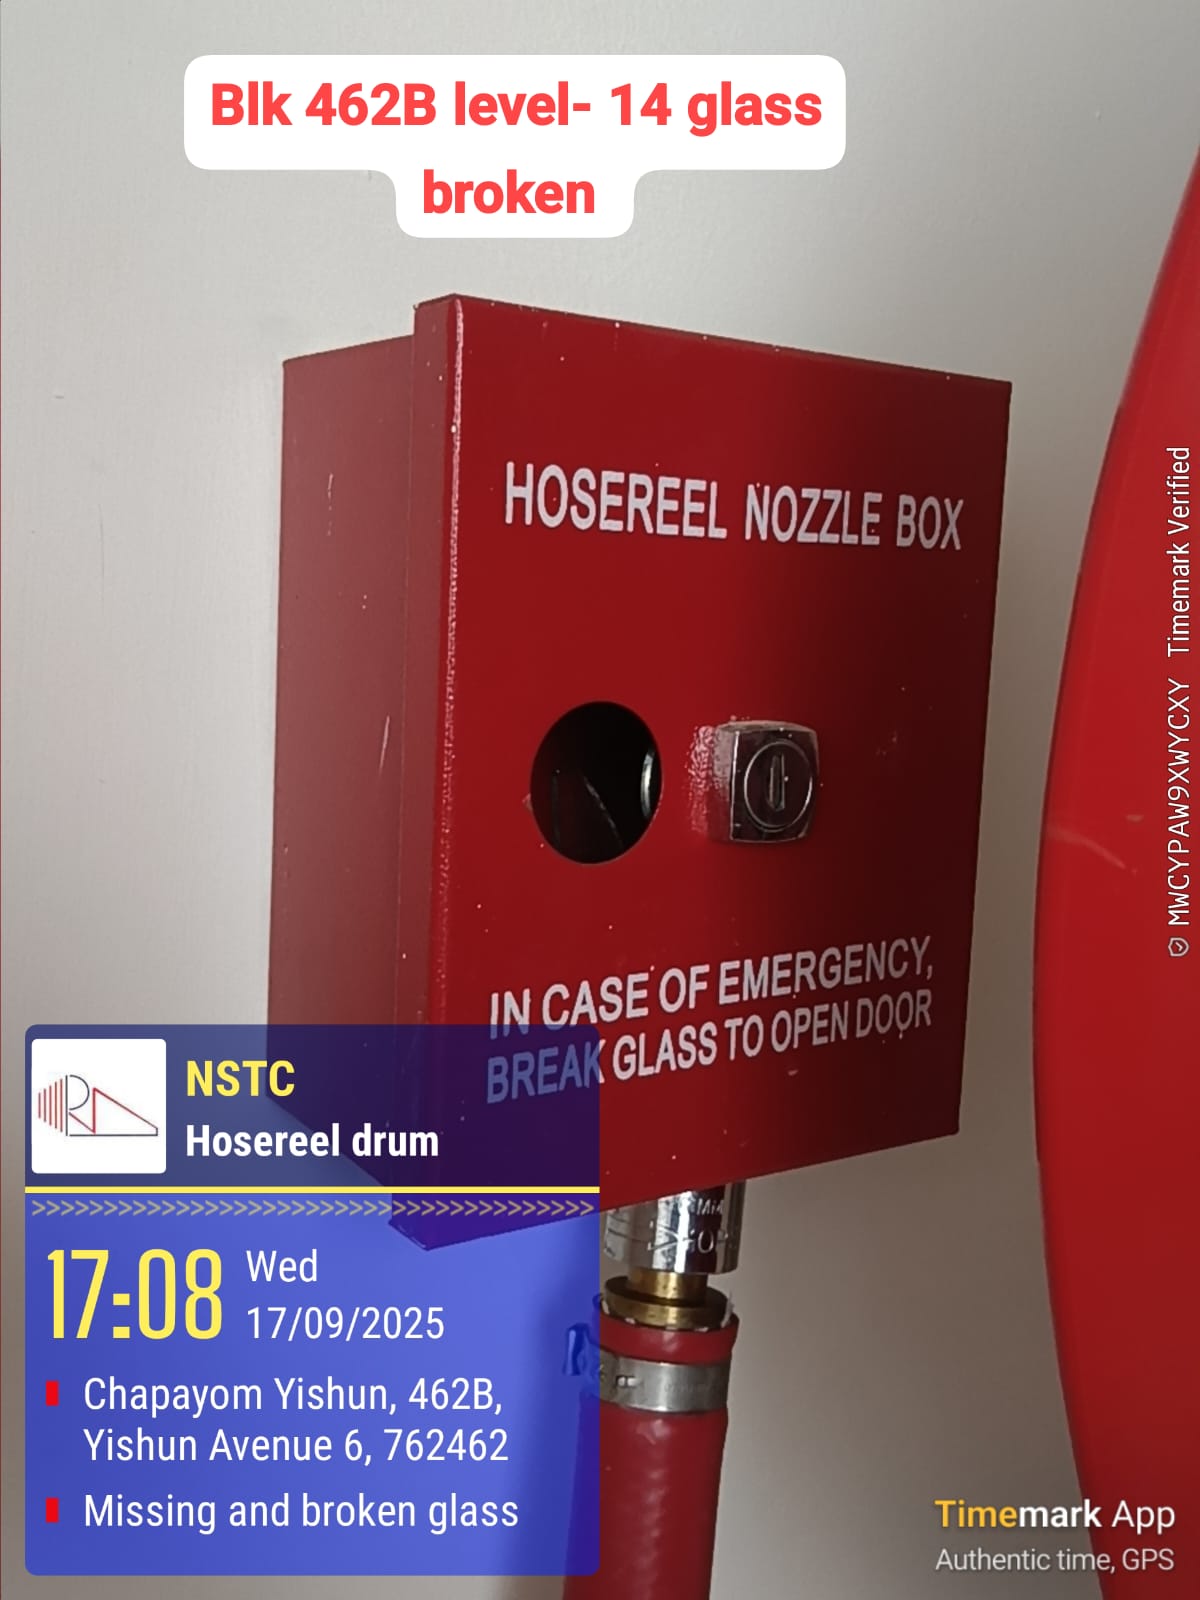 Blk 462B level- 14 glass
broken
HOSEREEL NOZZLE BOX
IN CASE OF EMERGENCY,
BREAK GLASS TO OPEN DOOR
NSTC
Hosereel drum
17:08
Wed
17/09/2025
Chapayom Yishun, 462B,
Yishun Avenue 6, 762462
Missing and broken glass
MWCYPAW9XWYCXY Timemark Verified
Timemark App
Authentic time, GPS